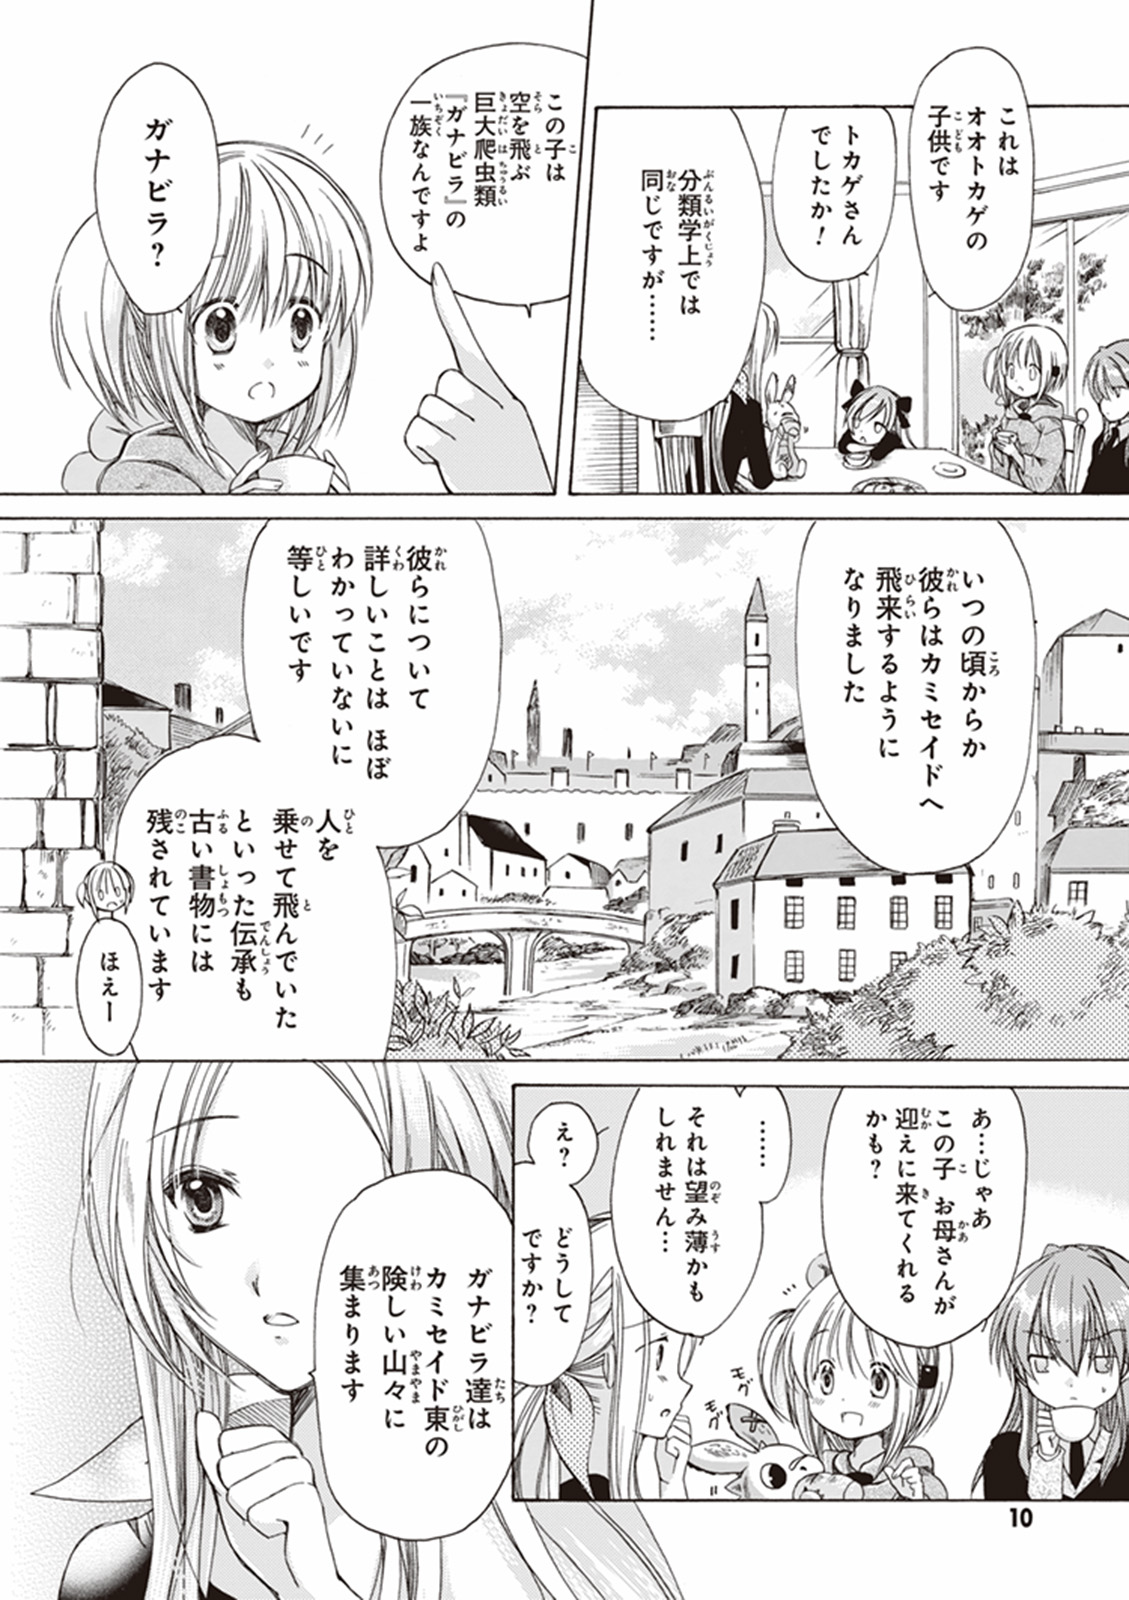 これは
オオトカゲの
子供です
トカゲさん
でしたか！
分類学上では
同じですが……
この子は
空を飛ぶ
巨大爬虫類
『ガナビラ』の
一族なんですよ
ガナビラ？
いつの頃からか
彼らはカミセイドへ
飛来するように
なりました
彼らについて
詳しいことは ほぼ
わかっていないに
等しいです
人を
乗せて飛んでいた
といった伝承も
古い書物には
残されています
ほえー
あ…じゃあ
この子 お母さんが
迎えに来てくれる
かも？
……
それは望み薄かも
しれません…
え？
どうして
ですか？
モグ
モグ
ガナビラ達は
カミセイド東の
険しい山々に
集まります
10